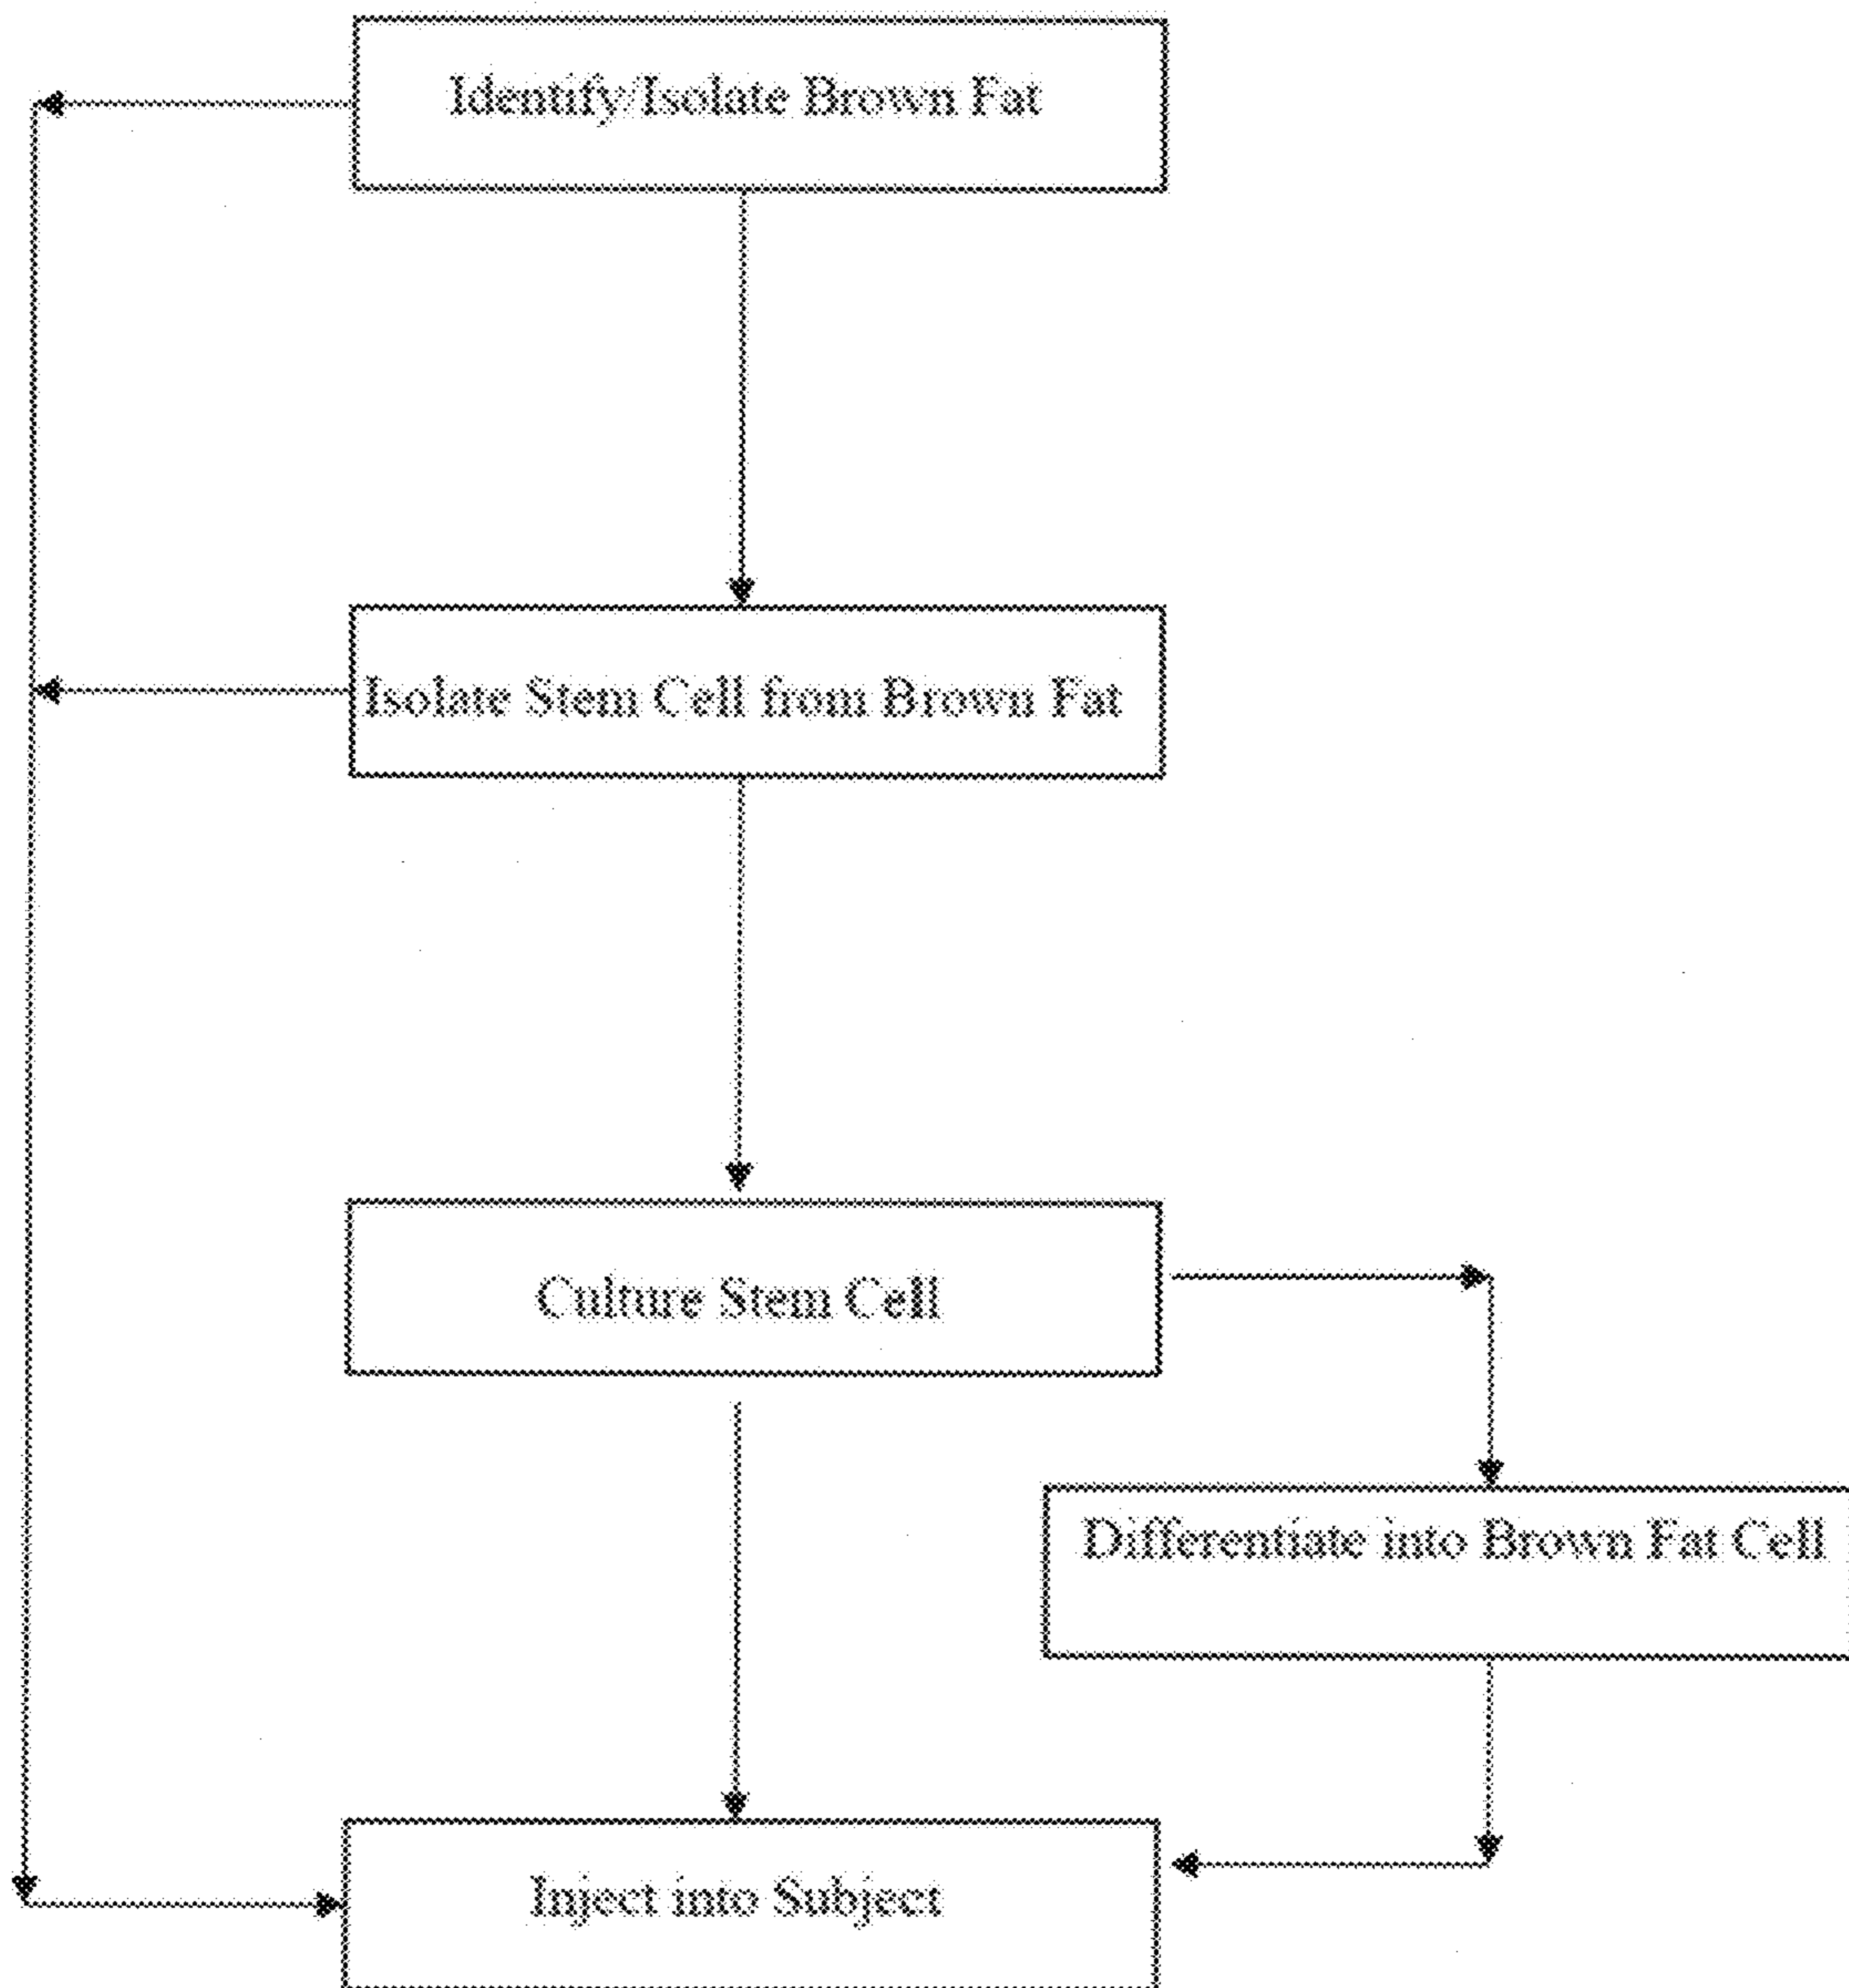 Identify/Isolate Brown Fat
Isolate Stem Cell from Brown Fat
Culture Stem Cell
Differentiate into Brown Fat Cell
Inject into Subject